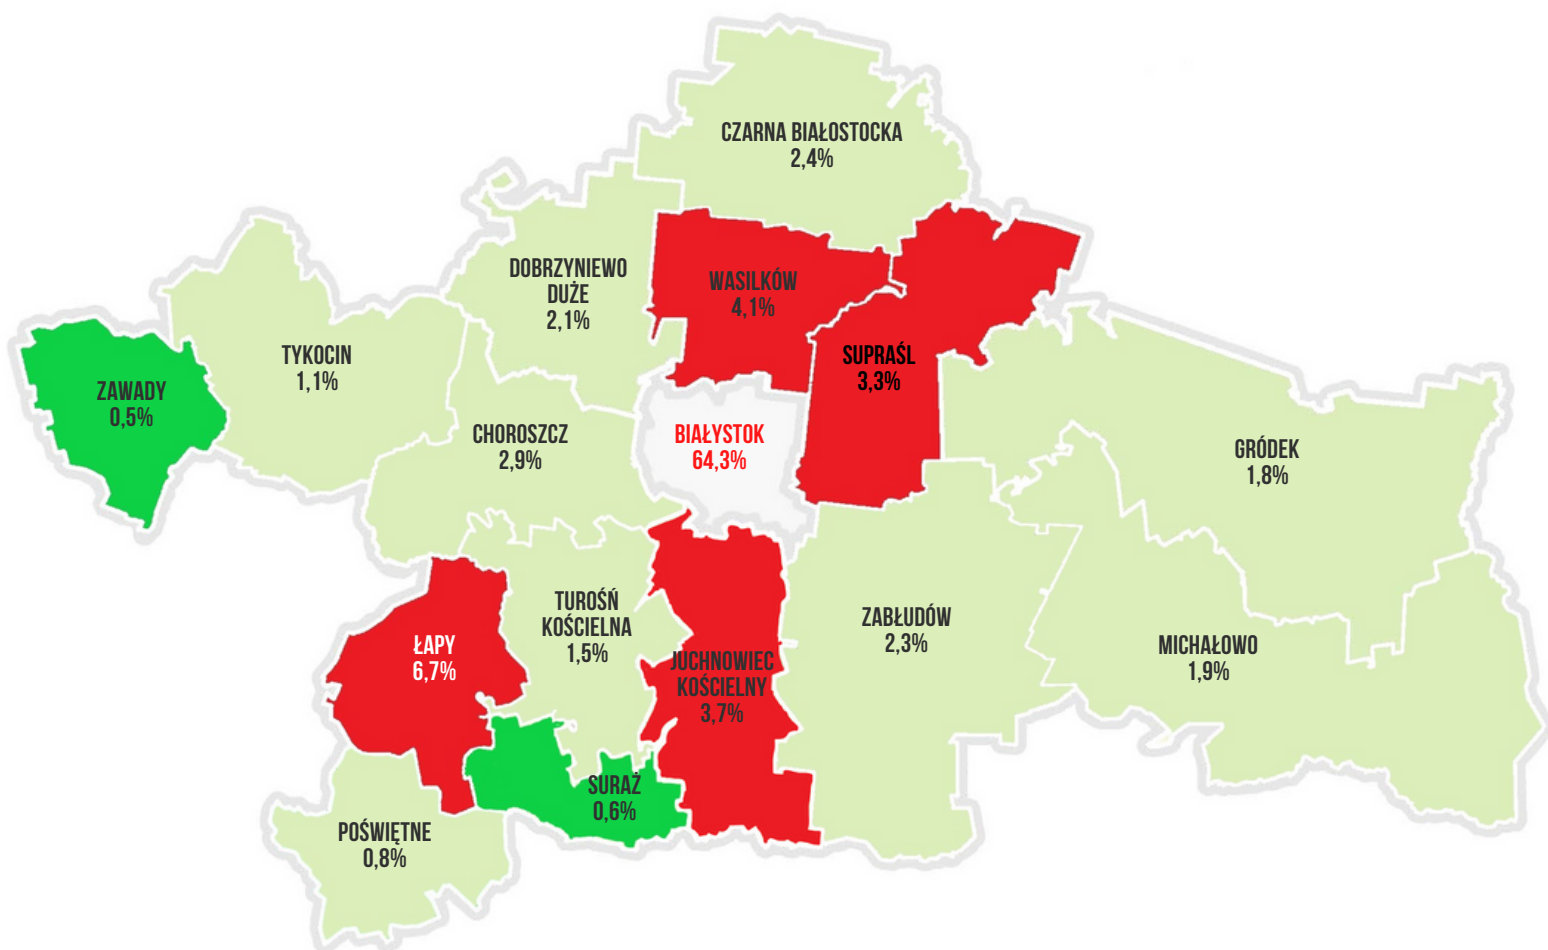 CZARNA BIAŁOSTOCKA
2,4%
DOBRZYNIEWO
DUŻE
2,1%
WASILKÓW
4,1%
TYKOCIN
1,1%
SUPRAŚL
3,3%
ZAWADY
0,5%
CHOROSZCZ
2,9%
BIAŁYSTOK
64,3%
GRÓDEK
1,8%
TUROŚŃ
KOŚCIELNA
1,5%
ZABŁUDÓW
2,3%
ŁAPY
6,7%
MICHAŁOWO
1,9%
JUCHNOWIEC
KOŚCIELNY
3,7%
SURAŻ
0,6%
POŚWIĘTNE
0,8%